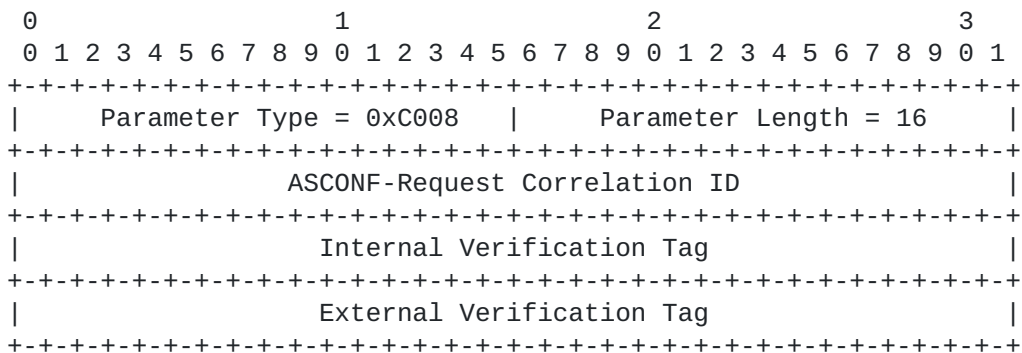 0                   1                   2                   3
 0 1 2 3 4 5 6 7 8 9 0 1 2 3 4 5 6 7 8 9 0 1 2 3 4 5 6 7 8 9 0 1
+-+-+-+-+-+-+-+-+-+-+-+-+-+-+-+-+-+-+-+-+-+-+-+-+-+-+-+-+-+-+-+-+
|     Parameter Type = 0xC008   |     Parameter Length = 16     |
+-+-+-+-+-+-+-+-+-+-+-+-+-+-+-+-+-+-+-+-+-+-+-+-+-+-+-+-+-+-+-+-+
|                 ASCONF-Request Correlation ID                 |
+-+-+-+-+-+-+-+-+-+-+-+-+-+-+-+-+-+-+-+-+-+-+-+-+-+-+-+-+-+-+-+-+
|                   Internal Verification Tag                   |
+-+-+-+-+-+-+-+-+-+-+-+-+-+-+-+-+-+-+-+-+-+-+-+-+-+-+-+-+-+-+-+-+
|                   External Verification Tag                   |
+-+-+-+-+-+-+-+-+-+-+-+-+-+-+-+-+-+-+-+-+-+-+-+-+-+-+-+-+-+-+-+-+